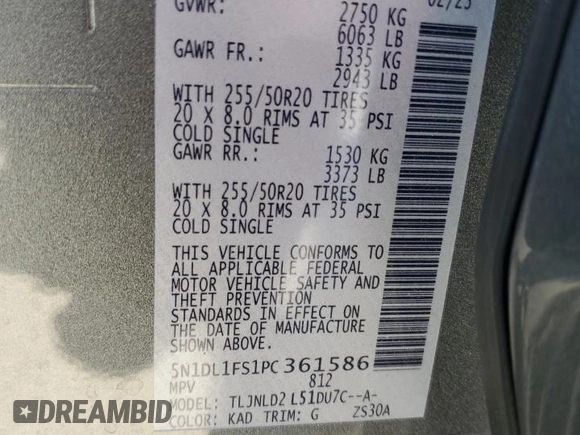 GVWR: 2750 KG
6063 LB
GAWR FR.: 1335 KG
2943 LB
WITH 255/50R20 TIRES
20 X 8.0 RIMS AT 35 PSI
COLD SINGLE
GAWR RR.: 1530 KG
3373 LB
WITH 255/50R20 TIRES
20 X 8.0 RIMS AT 35 PSI
COLD SINGLE
THIS VEHICLE CONFORMS TO
ALL APPLICABLE FEDERAL
MOTOR VEHICLE SAFETY AND
THEFT PREVENTION
STANDARDS IN EFFECT ON
THE DATE OF MANUFACTURE
SHOWN ABOVE.
5N1DL1FS1PC361586
MPV 812
MODEL: TLJNLD2 L51DU7C--A-
COLOR: KAD TRIM: G ZS30A
DREAMBID